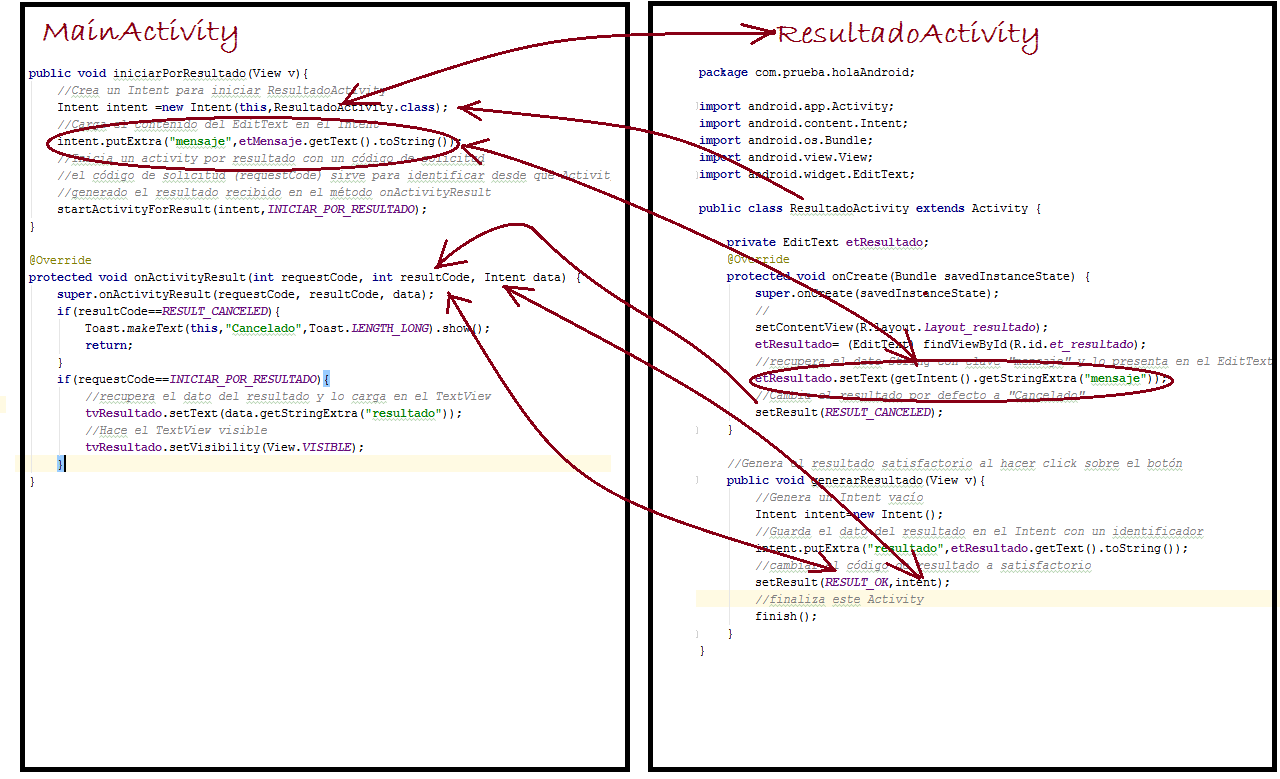 MainActivity
public void iniciarPorResultado(View v){
//Crea un Intent para iniciar ResultadoActivity
Intent intent =new Intent(this,ResultadoActivity.class);
//Carga el contenido del EditText en el Intent
intent.putExtra("mensaje",etMensaje.getText().toString());
//Inicia un activity por resultado con un código de solicitud
//el código de solicitud (requestCode) sirve para identificar desde que Activit
//generado el resultado recibido en el método onActivityResult
startActivityForResult(intent,INICIAR_POR_RESULTADO);
}
@Override
protected void onActivityResult(int requestCode, int resultCode, Intent data) {
super.onActivityResult(requestCode, resultCode, data);
if(resultCode==RESULT_CANCELED){
Toast.makeText(this,"Cancelado",Toast.LENGTH_LONG).show();
return;
}
if(requestCode==INICIAR_POR_RESULTADO){
//recupera el dato del resultado y lo carga en el TextView
tvResultado.setText(data.getStringExtra("resultado"));
//Hace el TextView visible
tvResultado.setVisibility(View.VISIBLE);
}
}
ResultadoActivity
package com.prueba.holaAndroid;
import android.app.Activity;
import android.content.Intent;
import android.os.Bundle;
import android.view.View;
import android.widget.EditText;
public class ResultadoActivity extends Activity {
private EditText etResultado;
@Override
protected void onCreate(Bundle savedInstanceState) {
super.onCreate(savedInstanceState);
//
setContentView(R.layout.layout_resultado);
etResultado= (EditText) findViewById(R.id.et_resultado);
//recupera el dato String con clave "mensaje" y lo presenta en el EditText
etResultado.setText(getIntent().getStringExtra("mensaje"));
//Cambia el resultado por defecto a "Cancelado"
setResult(RESULT_CANCELED);
}
//Genera el resultado satisfactorio al hacer click sobre el botón
public void generarResultado(View v){
//Genera un Intent vacío
Intent intent=new Intent();
//Guarda el dato del resultado en el Intent con un identificador
intent.putExtra("resultado",etResultado.getText().toString());
//cambiar el código de resultado a satisfactorio
setResult(RESULT_OK,intent);
//finaliza este Activity
finish();
}
}